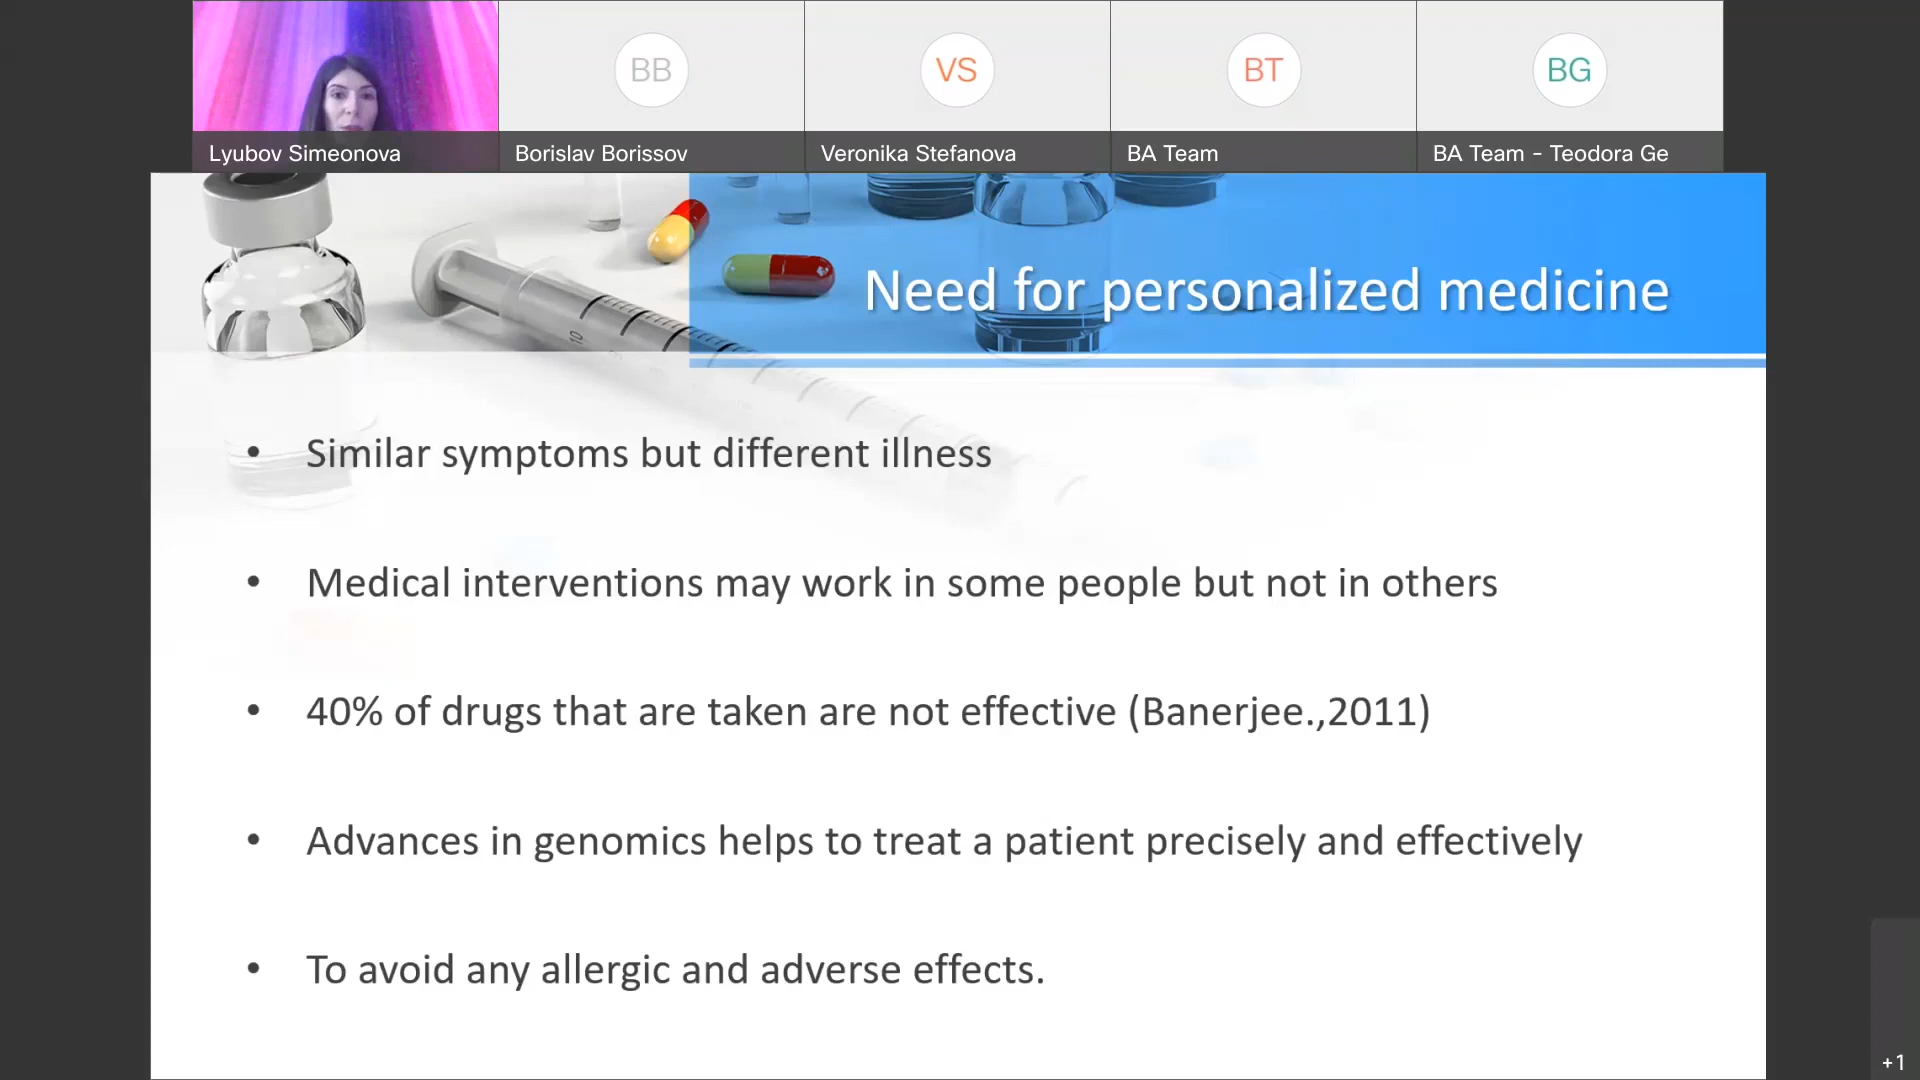 BB
VS
BT
BG
Lyubov Simeonova
Borislav Borissov
Veronika Stefanova
BA Team
BA Team - Teodora Ge
Need for personalized medicine
• Similar symptoms but different illness
• Medical interventions may work in some people but not in others
• 40% of drugs that are taken are not effective (Banerjee.,2011)
• Advances in genomics helps to treat a patient precisely and effectively
• To avoid any allergic and adverse effects.
+1